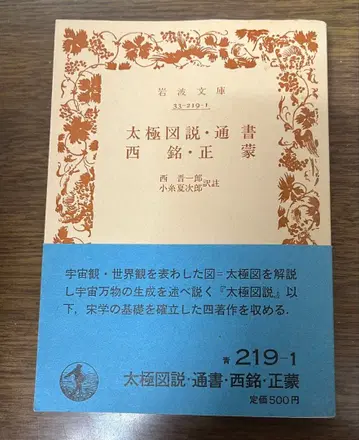 岩波文庫
33-219-1
太極図説・通書
西銘・正蒙
西晋一郎
小糸夏次郎 訳註
宇宙観・世界観を表わした図=太極図を解説
し宇宙万物の生成を述べ説く『太極図説』以
下,宋学の基礎を確立した四著作を収める.
青 219-1
太極図説・通書・西銘・正蒙
定価500円